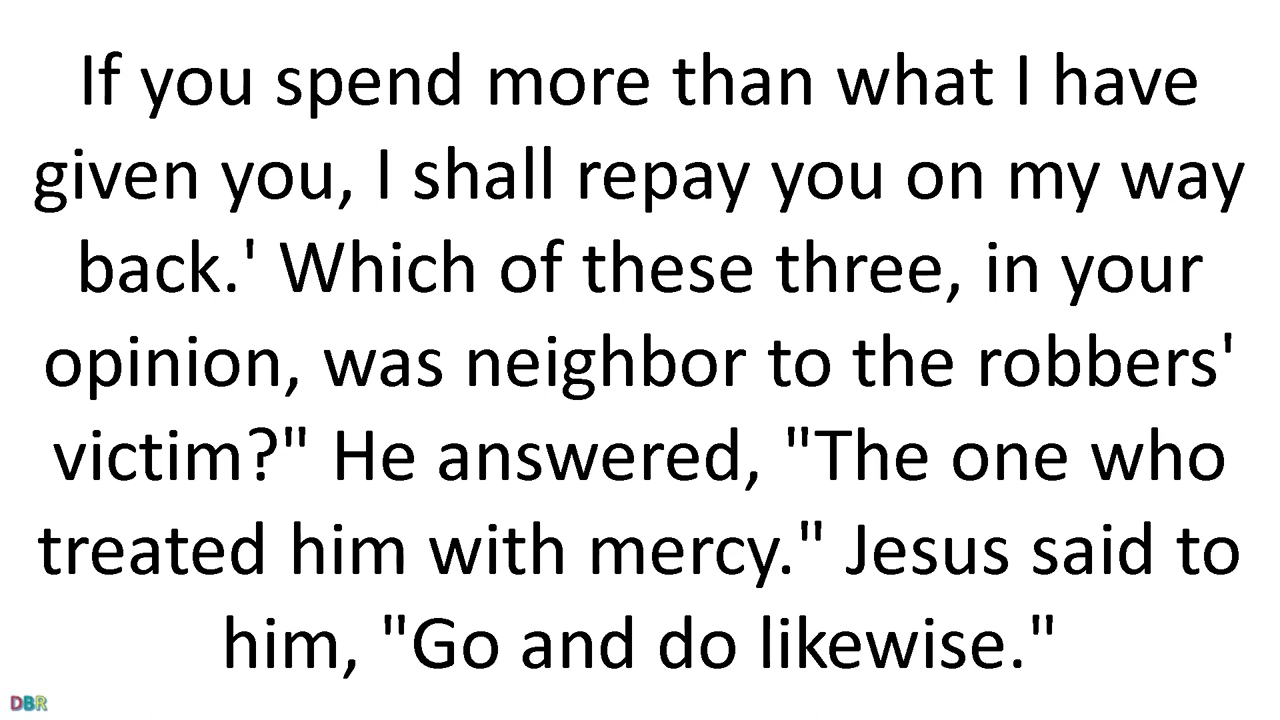 If you spend more than what I have
given you, I shall repay you on my way
back.' Which of these three, in your
opinion, was neighbor to the robbers'
victim?" He answered, "The one who
treated him with mercy." Jesus said to
him, "Go and do likewise."
DBR